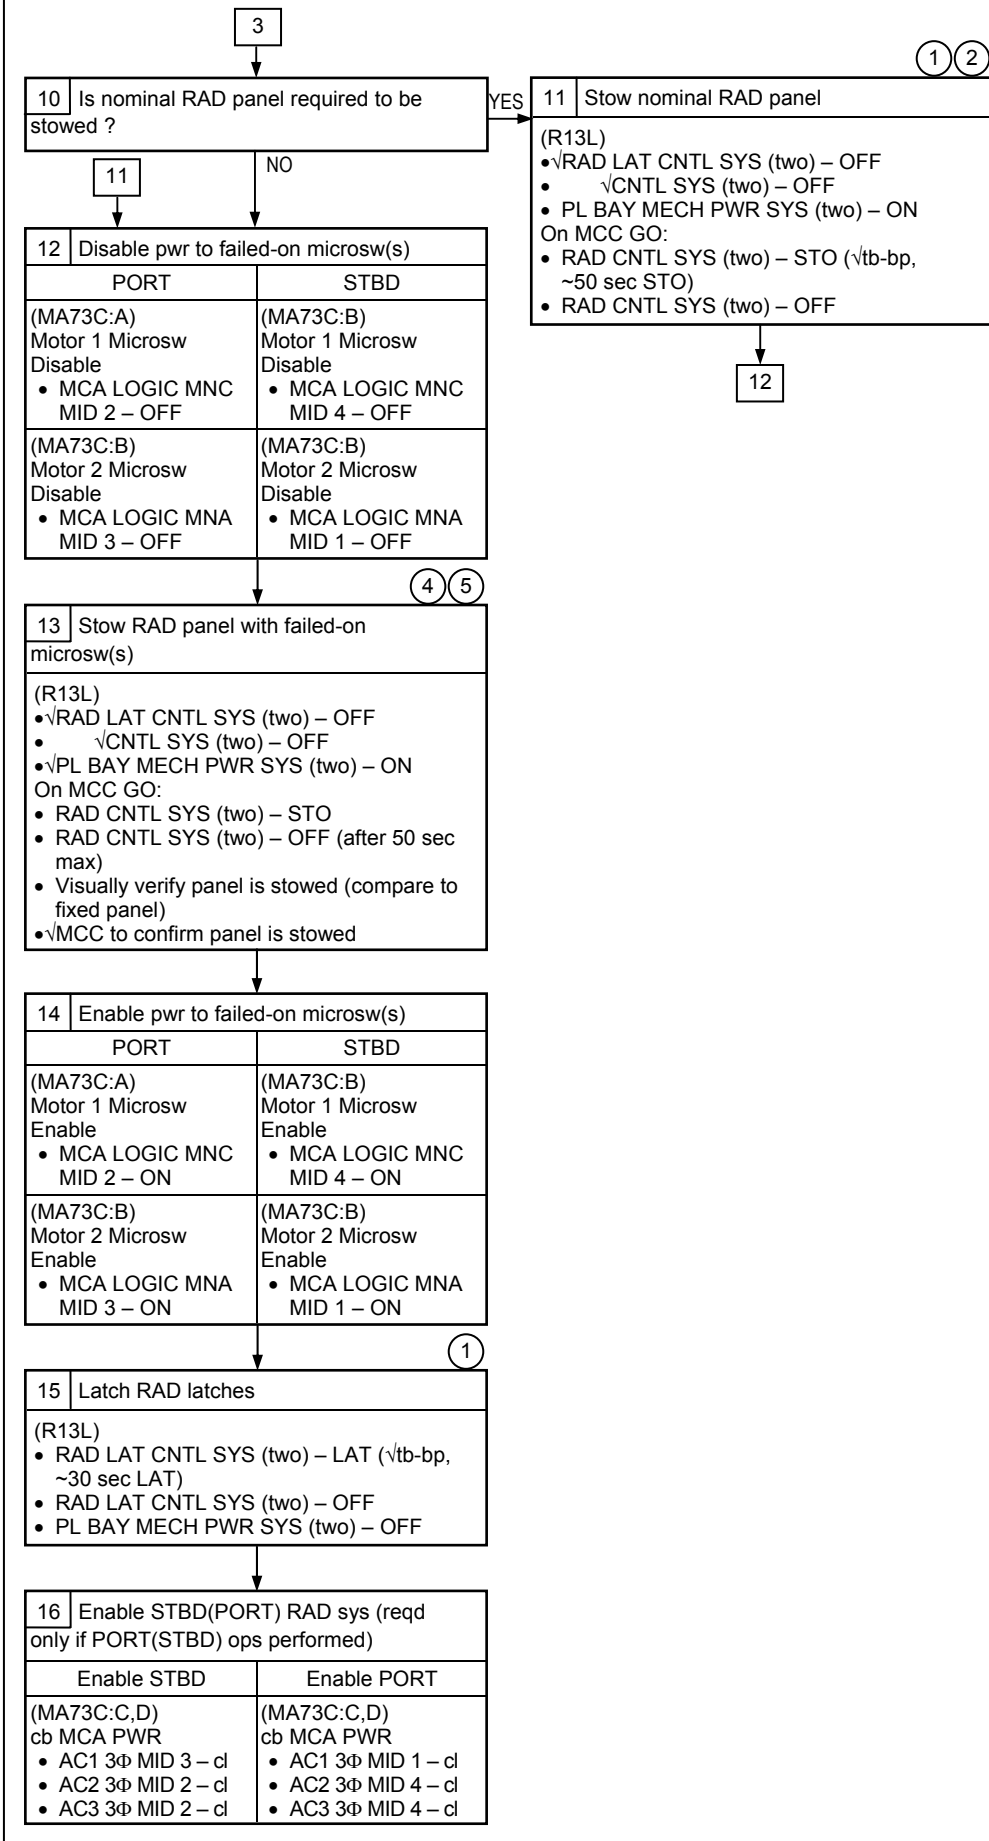 3
10 Is nominal RAD panel required to be
stowed ?
YES
NO
1 2
11 Stow nominal RAD panel
(R13L)
•√RAD LAT CNTL SYS (two) – OFF
• √CNTL SYS (two) – OFF
• PL BAY MECH PWR SYS (two) – ON
On MCC GO:
• RAD CNTL SYS (two) – STO (√tb-bp,
~50 sec STO)
• RAD CNTL SYS (two) – OFF
12
11
12 Disable pwr to failed-on microsw(s)
PORT
(MA73C:A)
Motor 1 Microsw
Disable
• MCA LOGIC MNC
MID 2 – OFF
(MA73C:B)
Motor 2 Microsw
Disable
• MCA LOGIC MNA
MID 3 – OFF
STBD
(MA73C:B)
Motor 1 Microsw
Disable
• MCA LOGIC MNC
MID 4 – OFF
(MA73C:B)
Motor 2 Microsw
Disable
• MCA LOGIC MNA
MID 1 – OFF
4 5
13 Stow RAD panel with failed-on
microsw(s)
(R13L)
•√RAD LAT CNTL SYS (two) – OFF
• √CNTL SYS (two) – OFF
•√PL BAY MECH PWR SYS (two) – ON
On MCC GO:
• RAD CNTL SYS (two) – STO
• RAD CNTL SYS (two) – OFF (after 50 sec
max)
• Visually verify panel is stowed (compare to
fixed panel)
•√MCC to confirm panel is stowed
14 Enable pwr to failed-on microsw(s)
PORT
(MA73C:A)
Motor 1 Microsw
Enable
• MCA LOGIC MNC
MID 2 – ON
(MA73C:B)
Motor 2 Microsw
Enable
• MCA LOGIC MNA
MID 3 – ON
STBD
(MA73C:B)
Motor 1 Microsw
Enable
• MCA LOGIC MNC
MID 4 – ON
(MA73C:B)
Motor 2 Microsw
Enable
• MCA LOGIC MNA
MID 1 – ON
1
15 Latch RAD latches
(R13L)
• RAD LAT CNTL SYS (two) – LAT (√tb-bp,
~30 sec LAT)
• RAD LAT CNTL SYS (two) – OFF
• PL BAY MECH PWR SYS (two) – OFF
16 Enable STBD(PORT) RAD sys (reqd
only if PORT(STBD) ops performed)
Enable STBD
(MA73C:C,D)
cb MCA PWR
• AC1 3Φ MID 3 – cl
• AC2 3Φ MID 2 – cl
• AC3 3Φ MID 2 – cl
Enable PORT
(MA73C:C,D)
cb MCA PWR
• AC1 3Φ MID 1 – cl
• AC2 3Φ MID 4 – cl
• AC3 3Φ MID 4 – cl